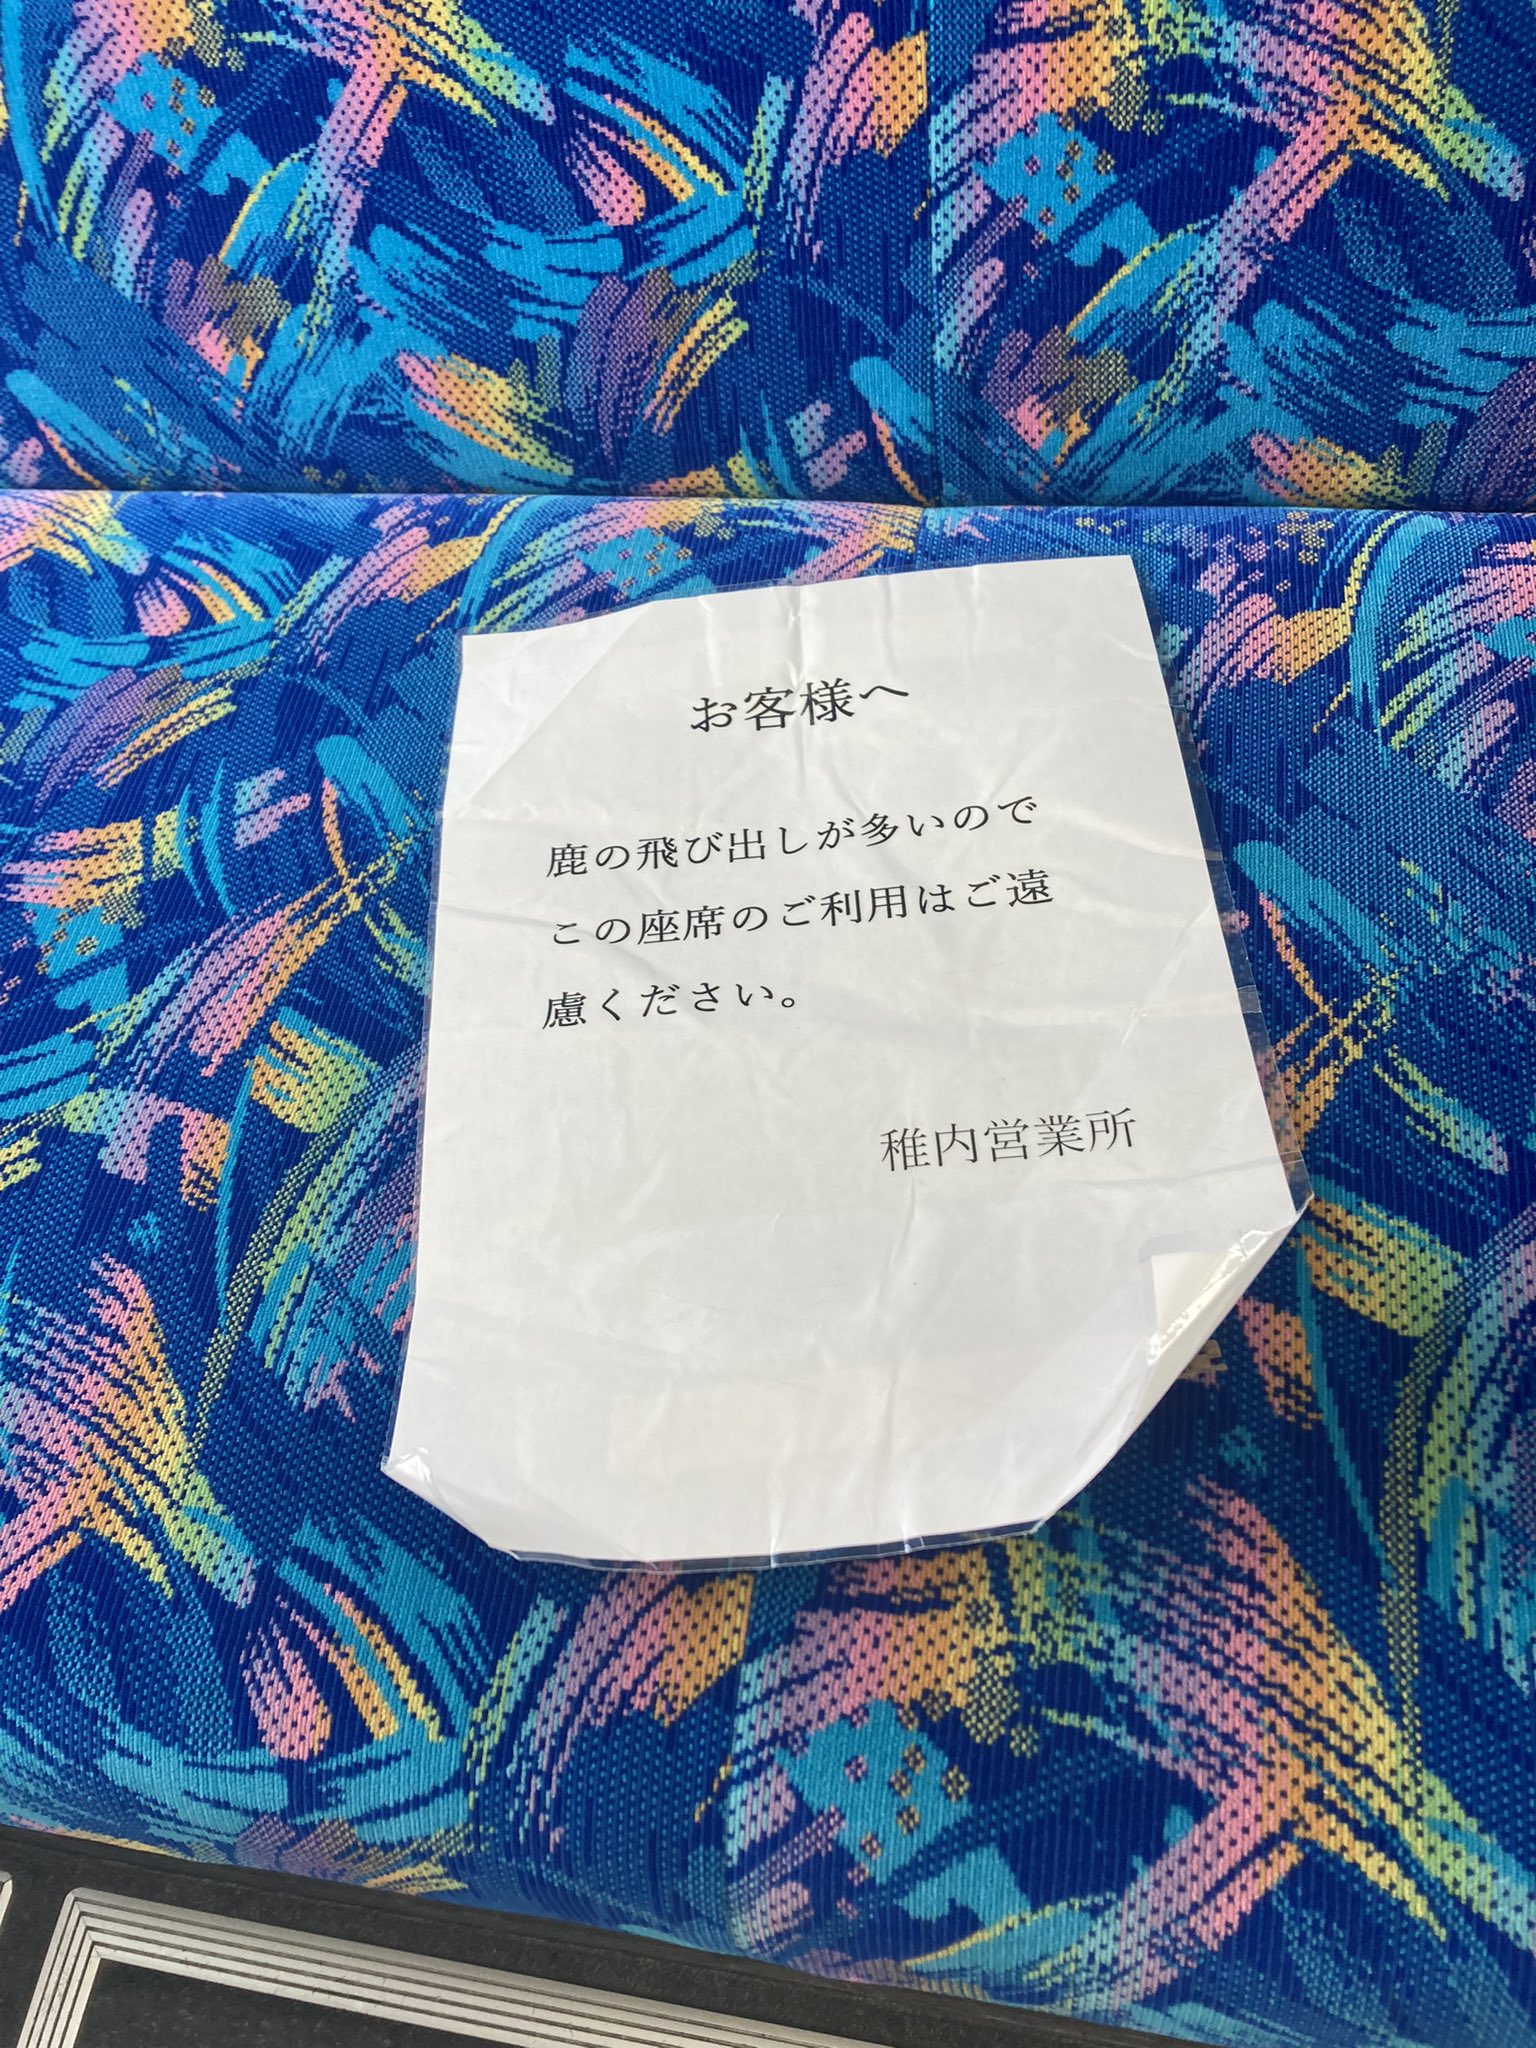 お客様へ
鹿の飛び出しが多いので
この座席のご利用はご遠
慮ください。
稚内営業所